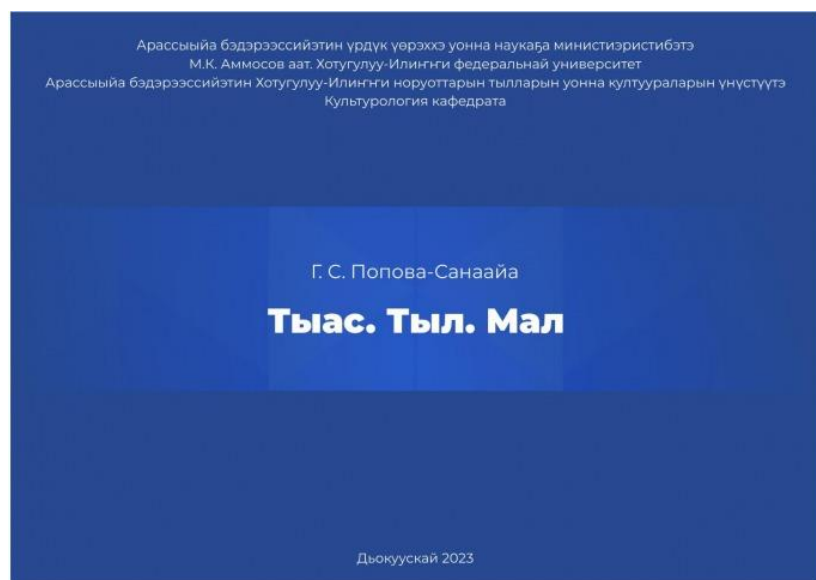 Арассыыйа бэдэрээссийэтин үрдүк үөрэххэ уонна наукаҕа министиэристибэтэ
М.К. Аммосов аат. Хотугулуу-Илиҥҥи федеральнай университет
Арассыыйа бэдэрээссийэтин Хотугулуу-Илиҥҥи норуоттарын тылларын уонна култуураларын үнүстүүтэ
Культурология кафедрата
Г. С. Попова-Санаайа
Тыас. Тыл. Мал
Дьокуускай 2023